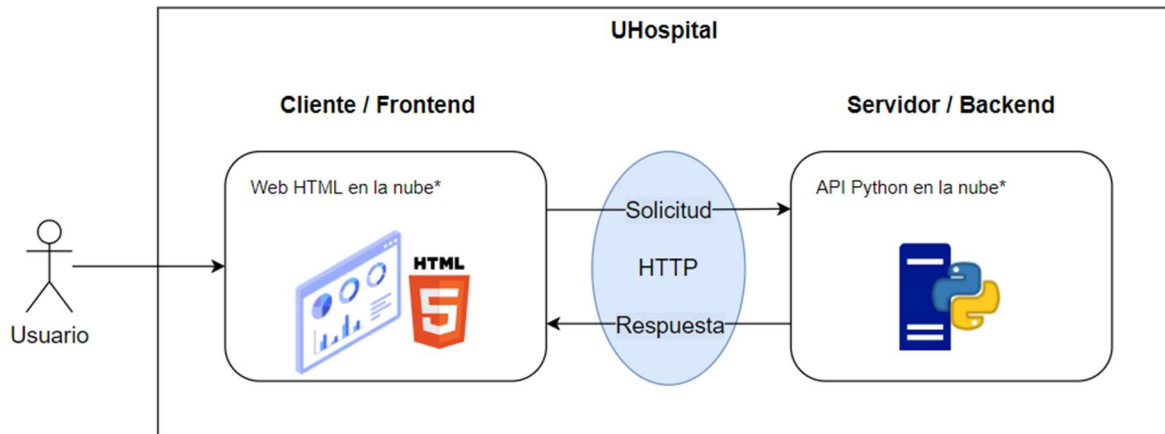 UHospital
Cliente / Frontend
Servidor / Backend
Web HTML en la nube*
API Python en la nube*
Solicitud
HTML
5
HTTP
Respuesta
Usuario